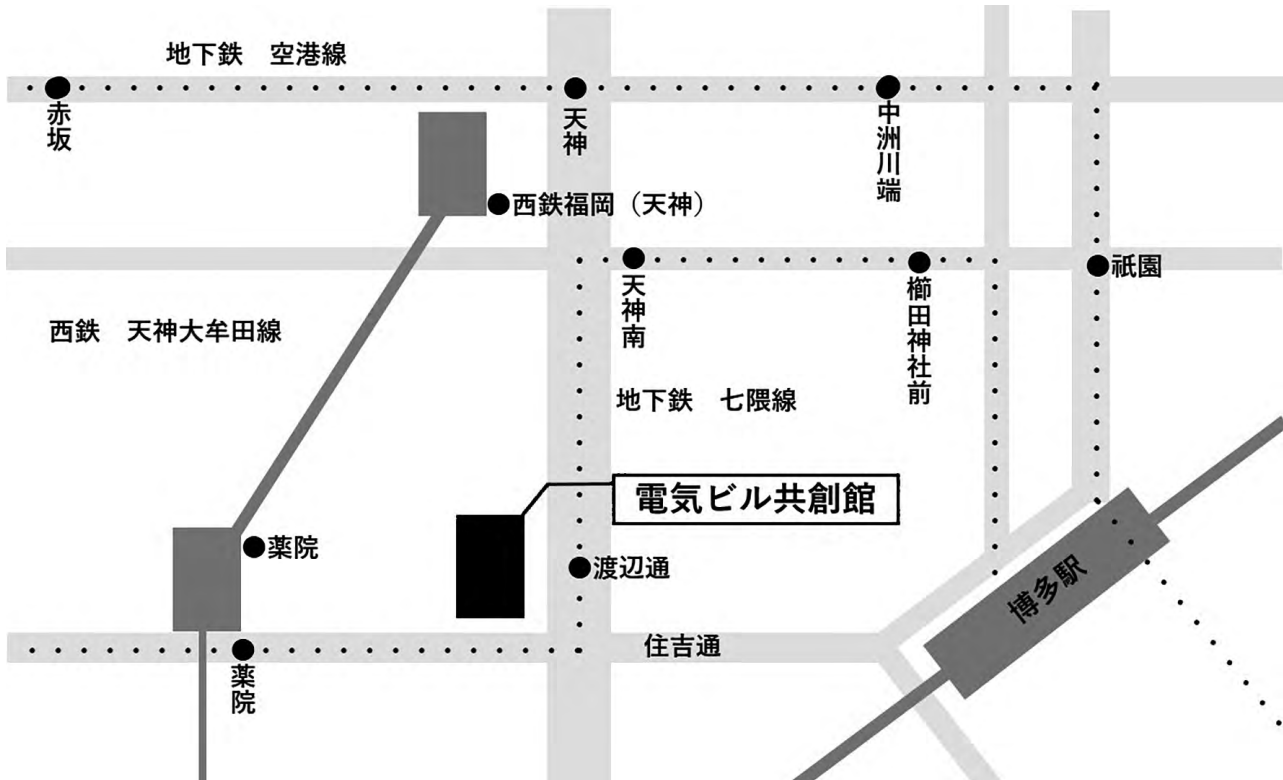 地下鉄　空港線
赤坂
天神
中洲川端
西鉄福岡（天神）
天神南
櫛田神社前
祇園
西鉄　天神大牟田線
地下鉄　七隈線
電気ビル共創館
薬院
渡辺通
博多駅
住吉通
薬院